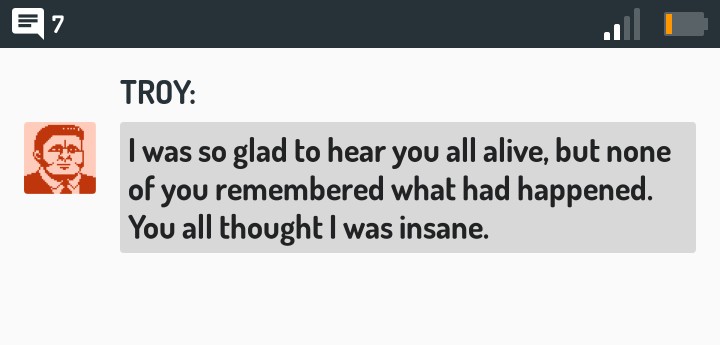 7
TROY:
I was so glad to hear you all alive, but none
of you remembered what had happened.
You all thought I was insane.